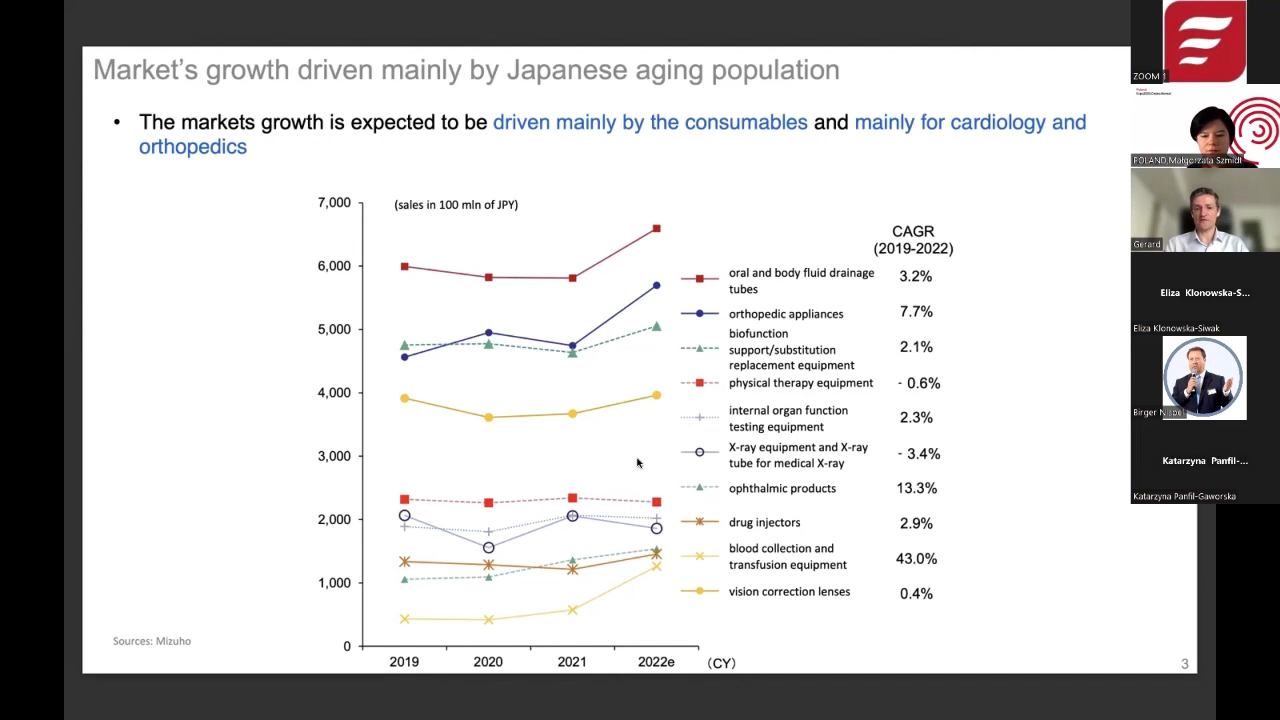 Market's growth driven mainly by Japanese aging population
• The markets growth is expected to be driven mainly by the consumables and mainly for cardiology and
orthopedics
(sales in 100 mln of JPY)
7,000
6,000
5,000
4,000
3,000
2,000
1,000
0
2019 2020 2021 2022e (CY)
CAGR
(2019-2022)
oral and body fluid drainage
tubes
3.2%
orthopedic appliances 7.7%
biofunction
support/substitution
replacement equipment
2.1%
physical therapy equipment - 0.6%
internal organ function
testing equipment
2.3%
X-ray equipment and X-ray
tube for medical X-ray
- 3.4%
ophthalmic products 13.3%
drug injectors 2.9%
blood collection and
transfusion equipment
43.0%
vision correction lenses 0.4%
Sources: Mizuho
3
ZOOM 1
POLAND,Małgorzata Szmidt
Gerard
Eliza Klonowska-S...
Eliza Klonowska-Siwak
Birger Nispel
Katarzyna Panfil-...
Katarzyna Panfil-Gaworska